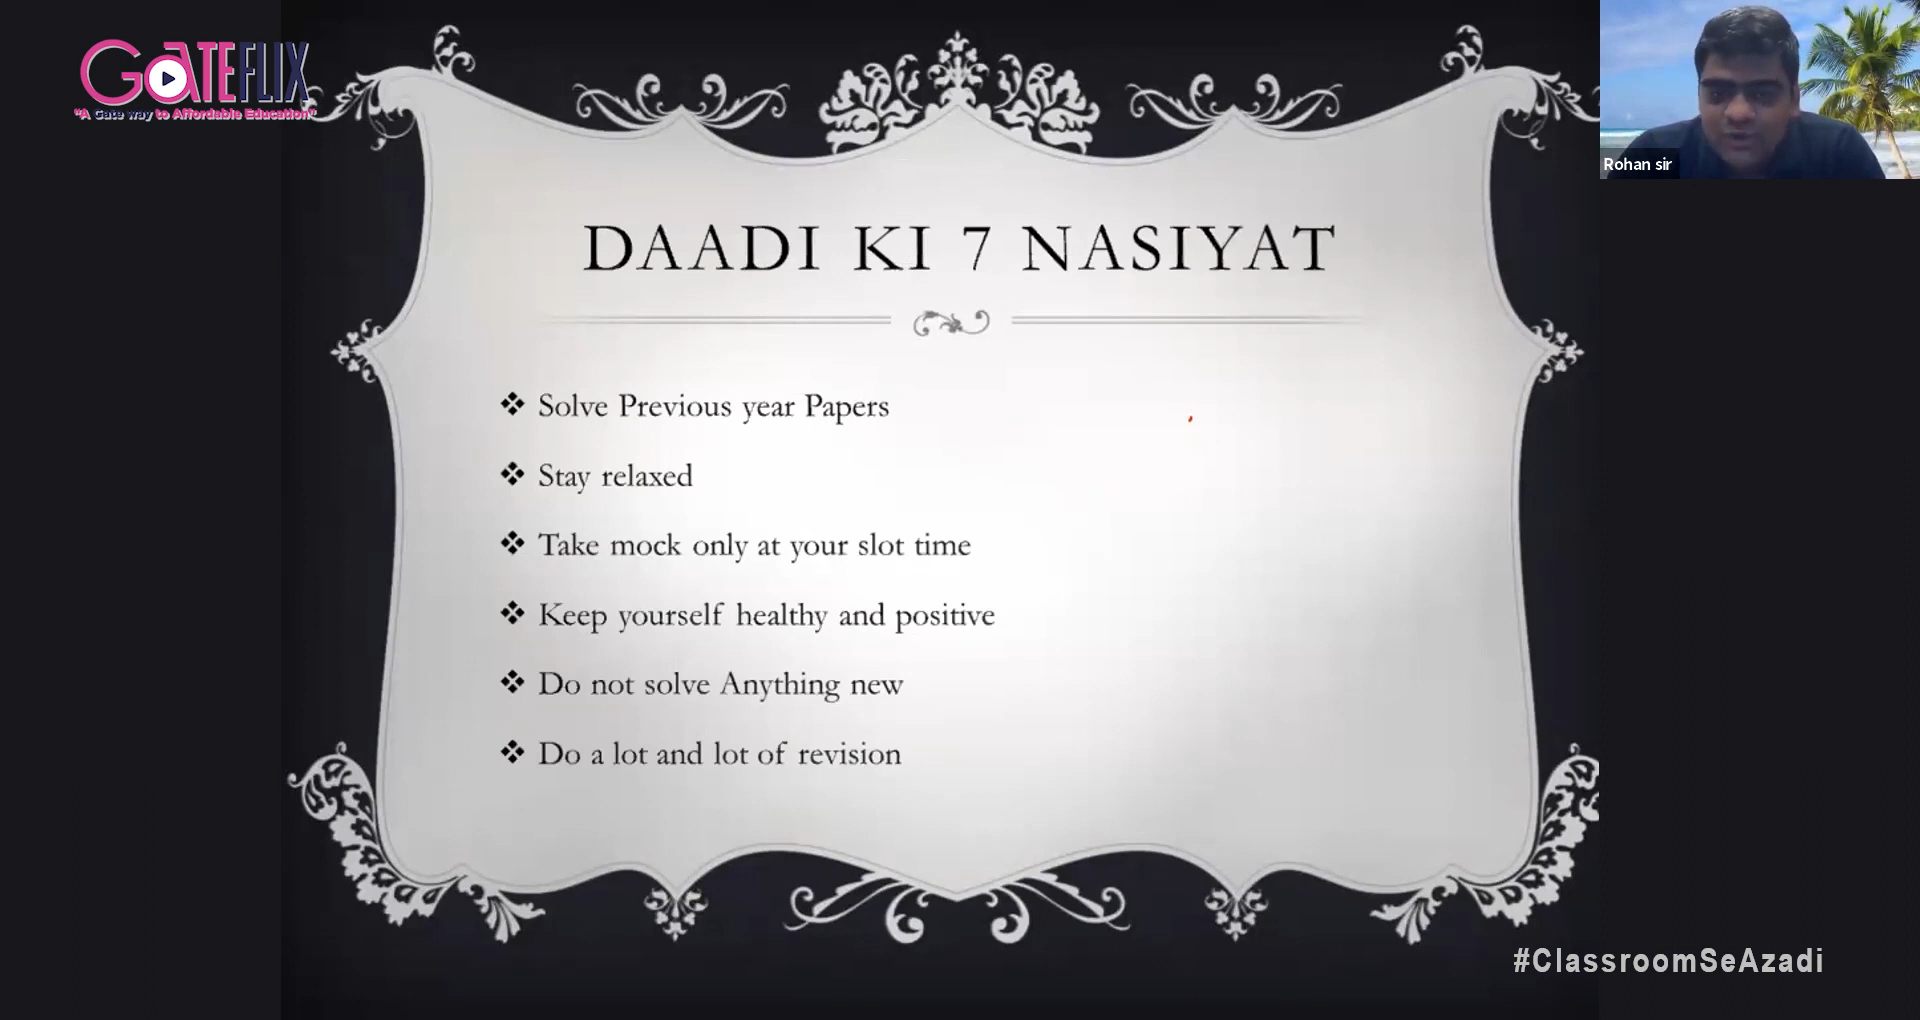 GATEFLIX
"A Gate way to Affordable Education"
Rohan sir
DAADI KI 7 NASIYAT
Solve Previous year Papers
Stay relaxed
Take mock only at your slot time
Keep yourself healthy and positive
Do not solve Anything new
Do a lot and lot of revision
#ClassroomSeAzadi